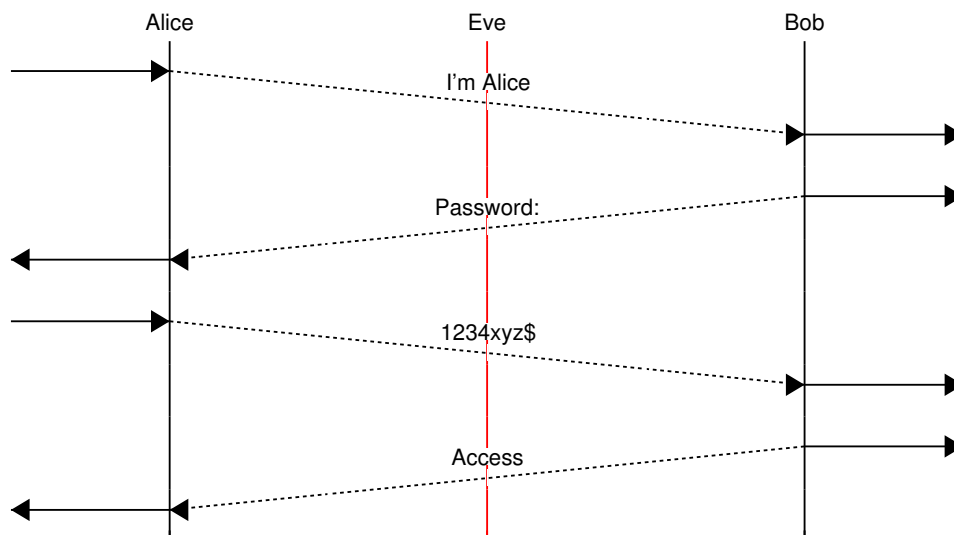 Alice
Eve
Bob
I'm Alice
Password:
1234xyz$
Access